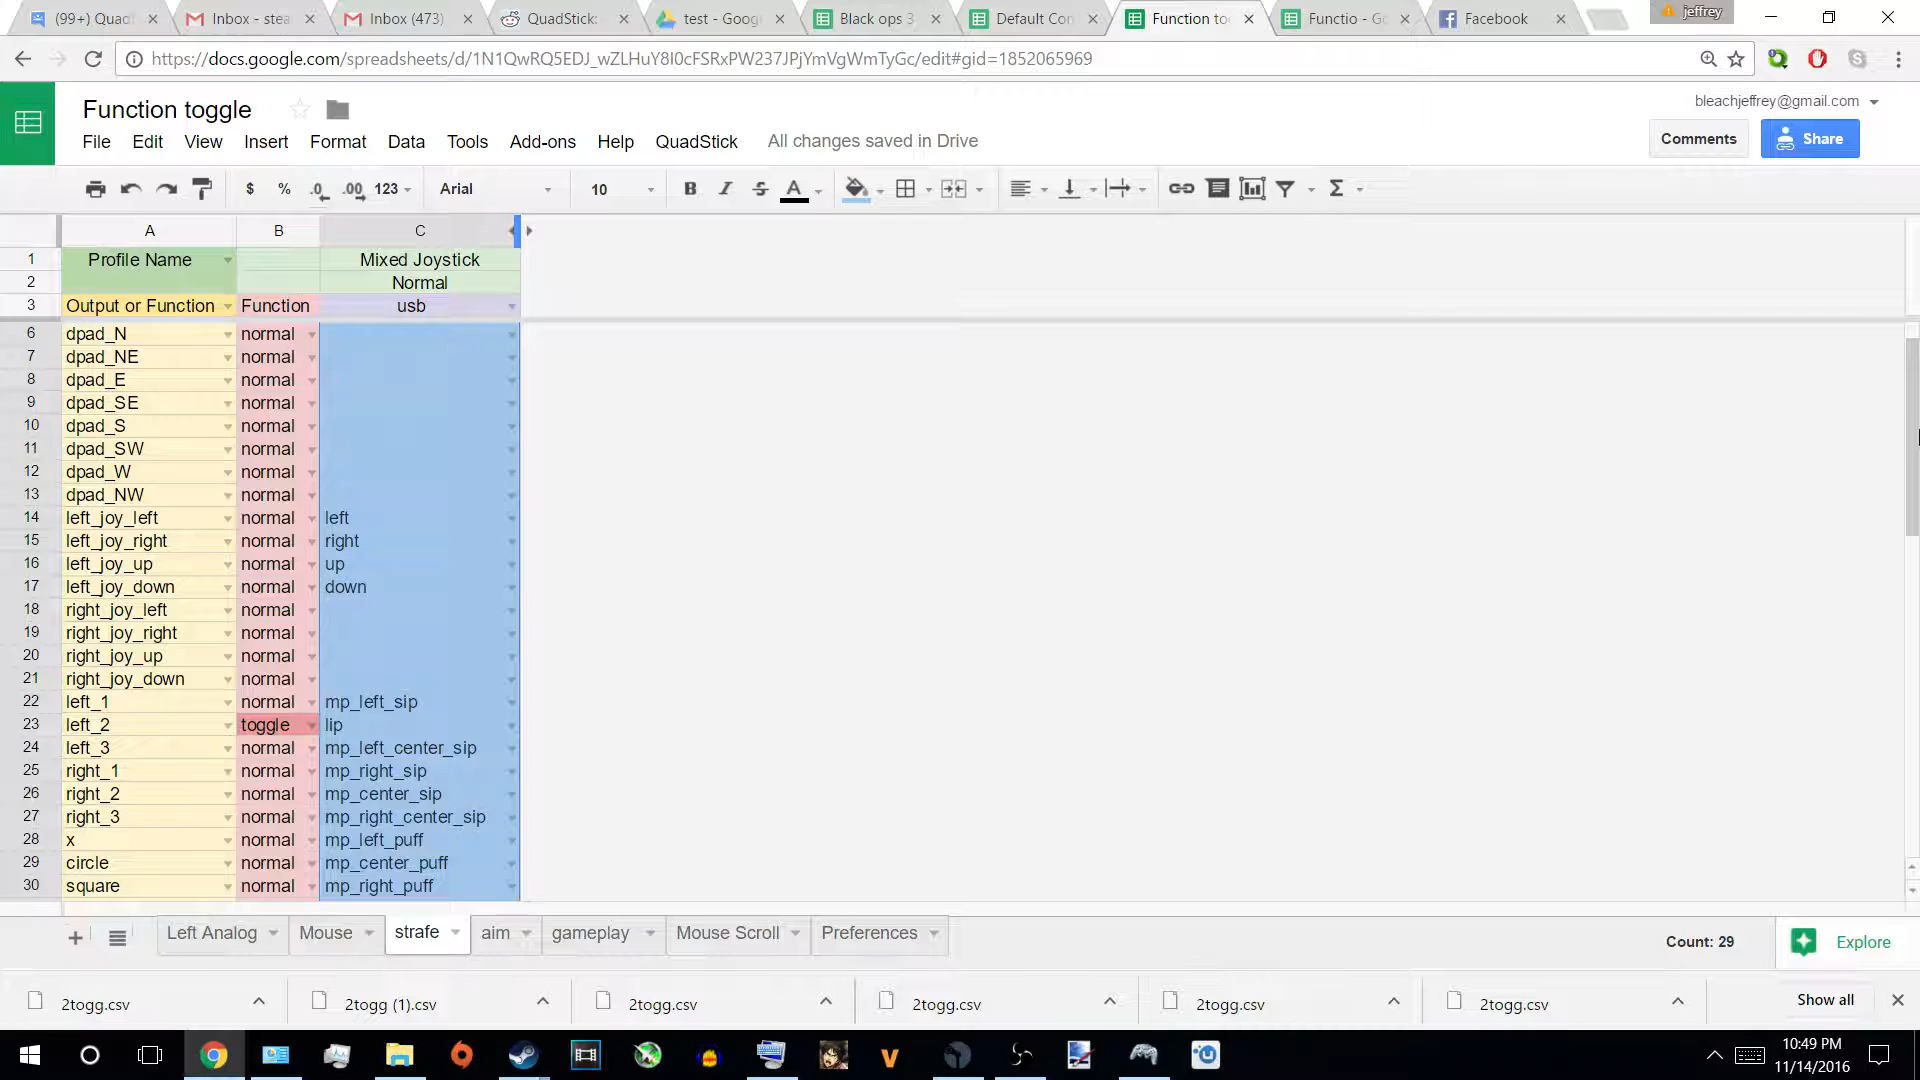 (99+) Quad
Inbox - stea
Inbox (473)
QuadStick:
test - Goog
Black ops 3
Default Con
Function to
Functio - G
Facebook
jeffrey
https://docs.google.com/spreadsheets/d/1N1QwRQ5EDJ_wZLHuY8I0cFSRxPW237JPjYmVgWmTyGc/edit#gid=1852065969
Function toggle
bleachjeffrey@gmail.com
File Edit View Insert Format Data Tools Add-ons Help QuadStick All changes saved in Drive
Comments Share
$ % .0 .00 123 Arial 10 B I S A Σ
A B C
1 Profile Name Mixed Joystick
2 Normal
3 Output or Function Function usb
6 dpad_N normal
7 dpad_NE normal
8 dpad_E normal
9 dpad_SE normal
10 dpad_S normal
11 dpad_SW normal
12 dpad_W normal
13 dpad_NW normal
14 left_joy_left normal left
15 left_joy_right normal right
16 left_joy_up normal up
17 left_joy_down normal down
18 right_joy_left normal
19 right_joy_right normal
20 right_joy_up normal
21 right_joy_down normal
22 left_1 normal mp_left_sip
23 left_2 toggle lip
24 left_3 normal mp_left_center_sip
25 right_1 normal mp_right_sip
26 right_2 normal mp_center_sip
27 right_3 normal mp_right_center_sip
28 x normal mp_left_puff
29 circle normal mp_center_puff
30 square normal mp_right_puff
+ Left Analog Mouse strafe aim gameplay Mouse Scroll Preferences Count: 29 Explore
2togg.csv 2togg (1).csv 2togg.csv 2togg.csv 2togg.csv 2togg.csv Show all
10:49 PM
11/14/2016